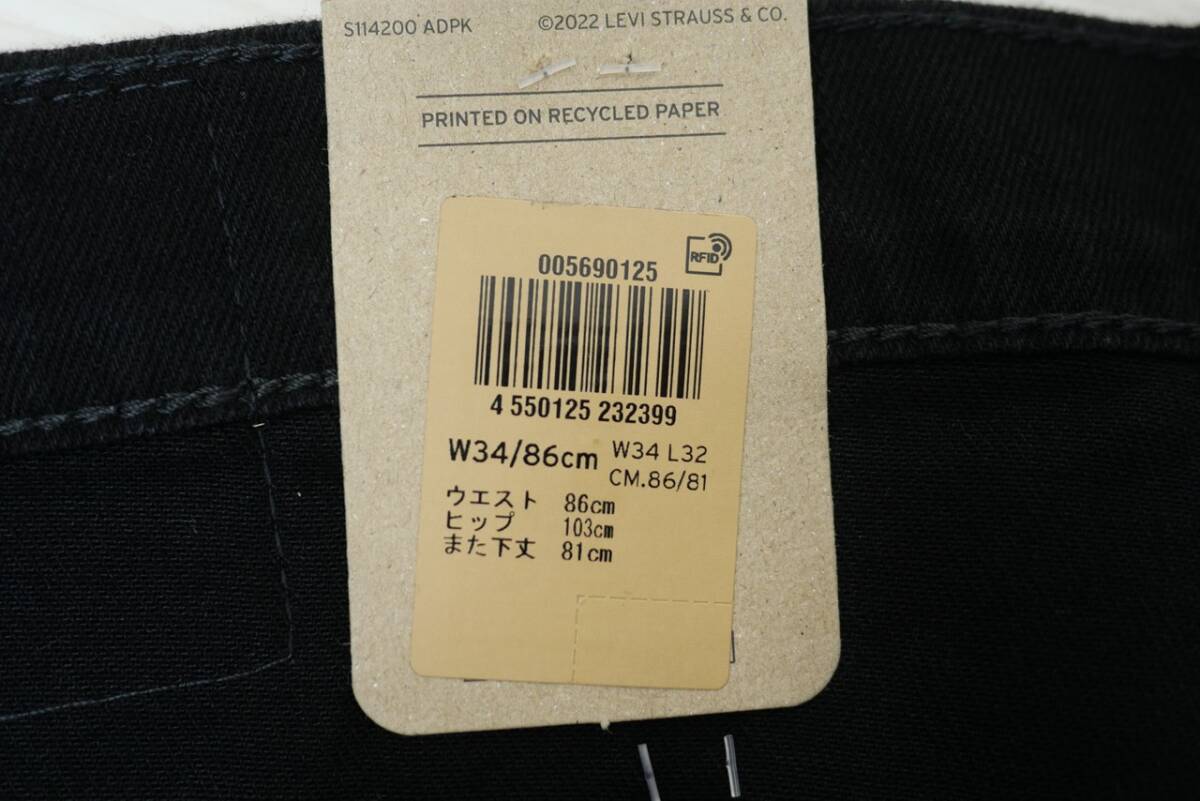 S114200 ADPK ©2022 LEVI STRAUSS & CO.
PRINTED ON RECYCLED PAPER
RFID
005690125
4 550125 232399
W34/86cm W34 L32
CM.86/81
ウエスト 86cm
ヒップ 103cm
また下丈 81cm